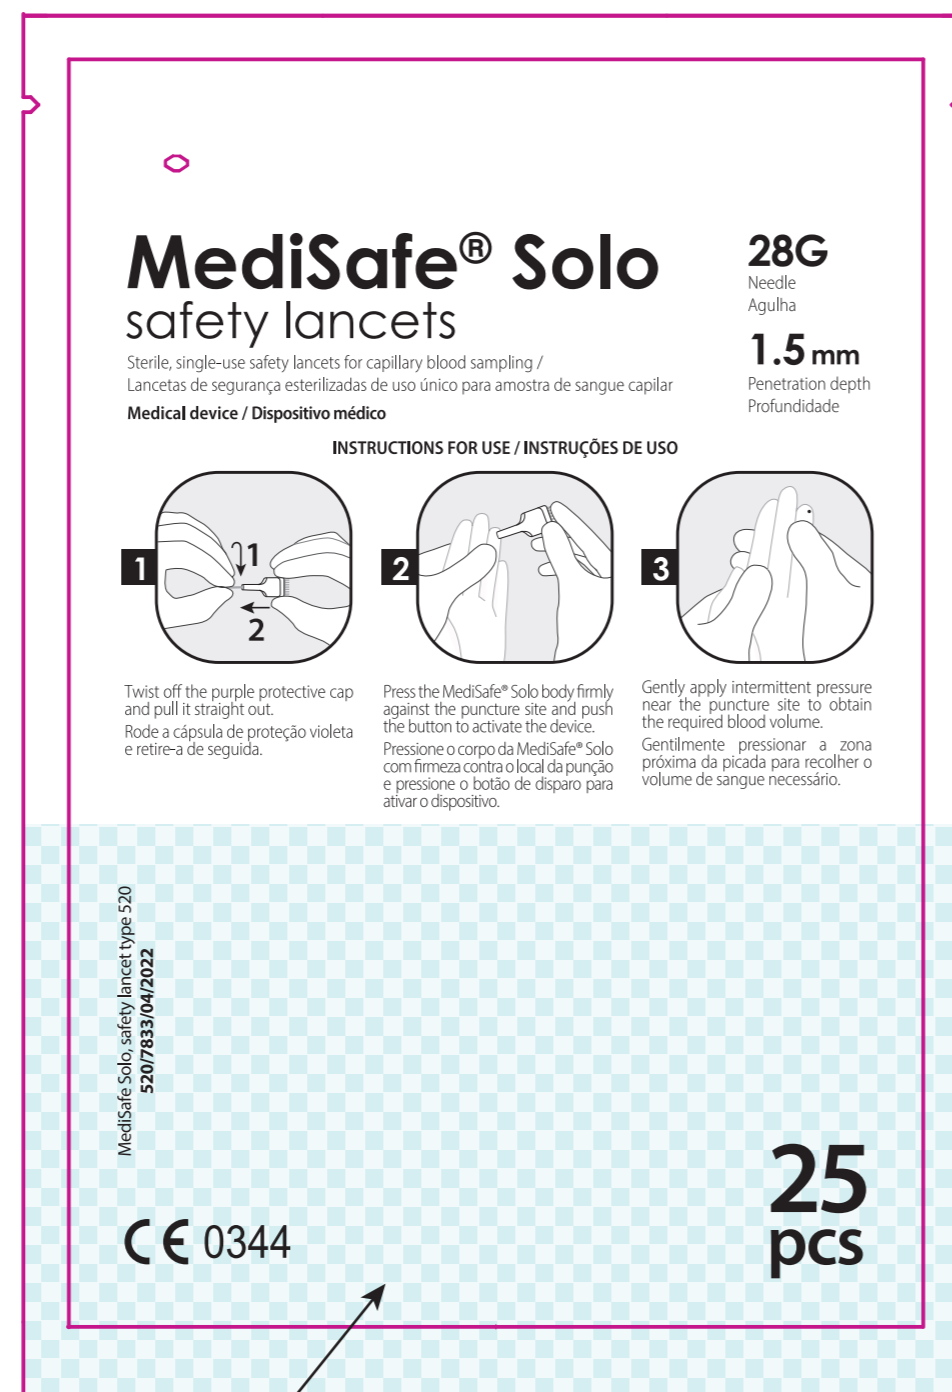 MediSafe® Solo
safety lancets
Sterile, single-use safety lancets for capillary blood sampling /
Lancetas de segurança esterilizadas de uso único para amostra de sangue capilar
Medical device / Dispositivo médico
28G
Needle
Agulha
1.5 mm
Penetration depth
Profundidade
INSTRUCTIONS FOR USE / INSTRUÇÕES DE USO
1
1
2
Twist off the purple protective cap
and pull it straight out.
Rode a cápsula de proteção violeta
e retire-a de seguida.
2
Press the MediSafe® Solo body firmly
against the puncture site and push
the button to activate the device.
Pressione o corpo da MediSafe® Solo
com firmeza contra o local da punção
e pressione o botão de disparo para
ativar o dispositivo.
3
Gently apply intermittent pressure
near the puncture site to obtain
the required blood volume.
Gentilmente pressionar a zona
próxima da picada para recolher o
volume de sangue necessário.
MediSafe Solo, safety lancet type 520
520/7833/04/2022
CE 0344
25
pcs